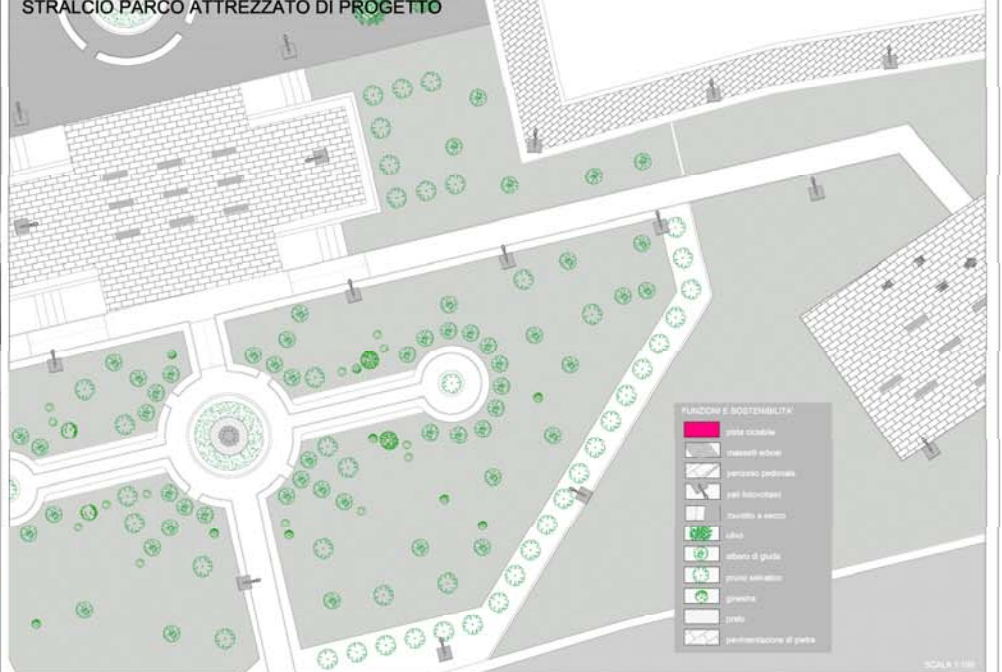 STRALCIO PARCO ATTREZZATO DI PROGETTO
FUNZIONI E SOSTENIBILITA'
pista ciclabile
masselli erbosi
percorso pedonale
pali fotovoltaici
muretto a secco
ulivo
albero di giuda
pruno selvatico
ginestra
prato
pavimentazione di pietra
SCALA 1:100